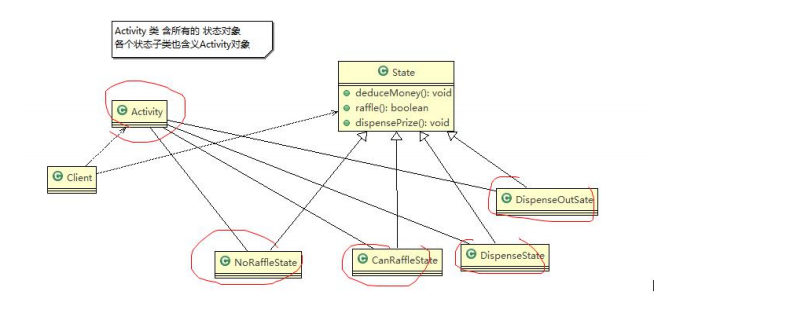 Activity 类 含所有的 状态对象
各个状态子类也含义Activity对象
C State
deduceMoney(): void
raffle(): boolean
dispensePrize(): void
C Activity
C Client
C DispenseOutSate
C NoRaffleState
C CanRaffleState
C DispenseState